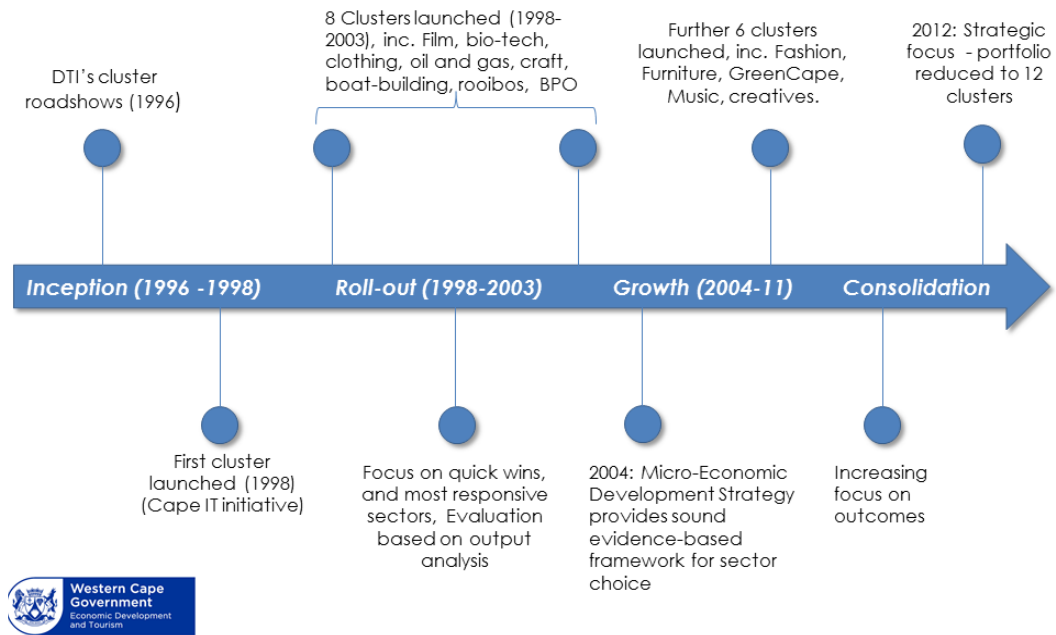 DTI's cluster
roadshows (1996)
8 Clusters launched (1998-
2003), inc. Film, bio-tech,
clothing, oil and gas, craft,
boat-building, rooibos, BPO
Further 6 clusters
launched, inc. Fashion,
Furniture, GreenCape,
Music, creatives.
2012: Strategic
focus - portfolio
reduced to 12
clusters
Inception (1996 -1998)
Roll-out (1998-2003)
Growth (2004-11)
Consolidation
First cluster
launched (1998)
(Cape IT initiative)
Focus on quick wins,
and most responsive
sectors, Evaluation
based on output
analysis
2004: Micro-Economic
Development Strategy
provides sound
evidence-based
framework for sector
choice
Increasing
focus on
outcomes
Western Cape
Government
Economic Development
and Tourism